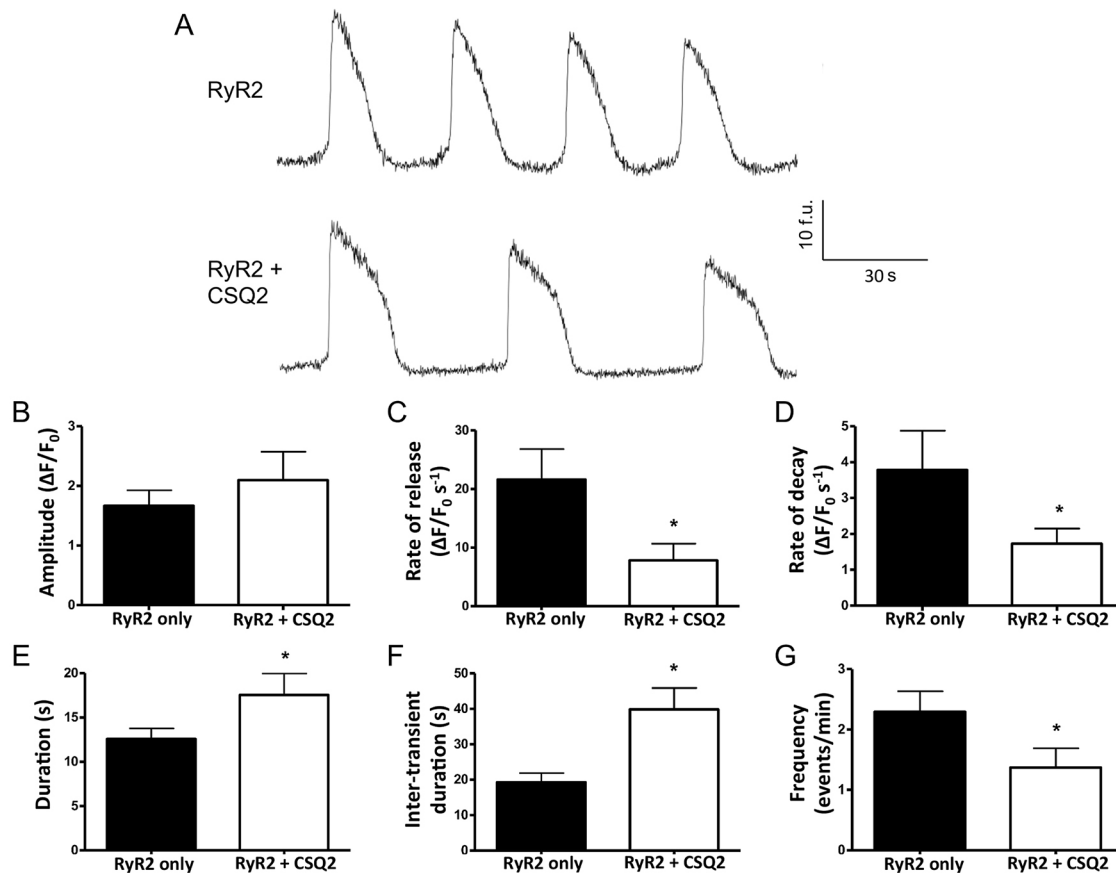 A
RyR2
RyR2 +
CSQ2
10 f.u.
30 s
B
Amplitude (ΔF/F₀)
3
2
1
0
RyR2 only
RyR2 + CSQ2
C
Rate of release
(ΔF/F₀ s⁻¹)
30
20
10
0
*
RyR2 only
RyR2 + CSQ2
D
Rate of decay
(ΔF/F₀ s⁻¹)
5
4
3
2
1
0
*
RyR2 only
RyR2 + CSQ2
E
Duration (s)
20
15
10
5
0
*
RyR2 only
RyR2 + CSQ2
F
Inter-transient
duration (s)
50
40
30
20
10
0
*
RyR2 only
RyR2 + CSQ2
G
Frequency
(events/min)
3
2
1
0
*
RyR2 only
RyR2 + CSQ2